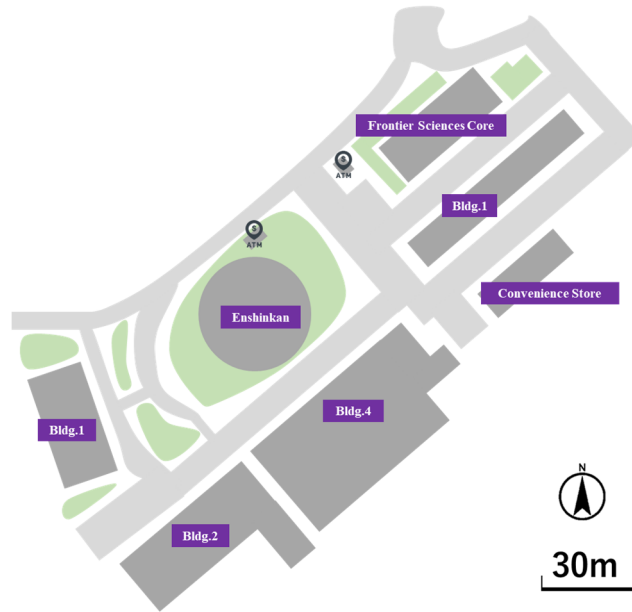 Frontier Sciences Core
$
ATM
Bldg.1
$
ATM
Convenience Store
Enshinkan
Bldg.4
Bldg.1
N
Bldg.2
30m